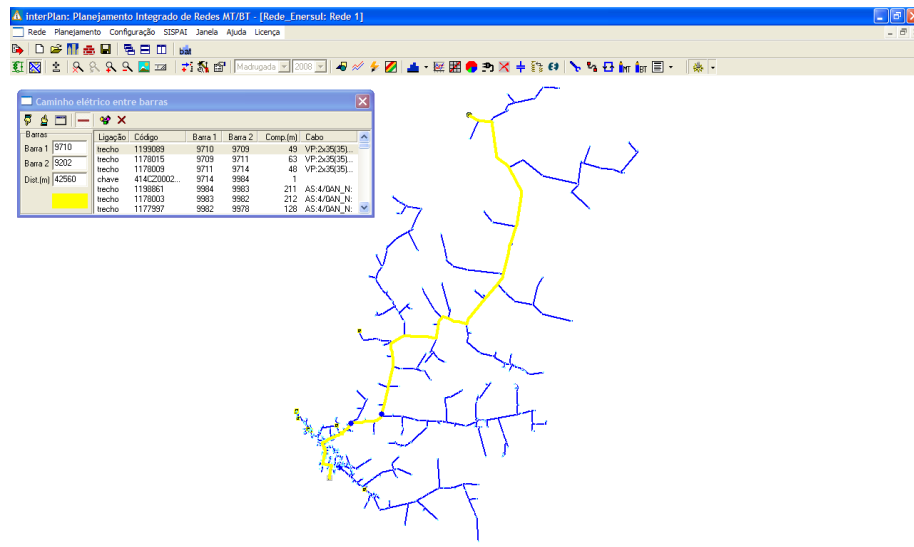 interPlan: Planejamento Integrado de Redes MT/BT - [Rede_Enersul: Rede 1]
Rede Planejamento Configuração SISPAI Janela Ajuda Licença
Madrugada 2008
Caminho elétrico entre barras
Barras
Barra 1 9710
Barra 2 9202
Dist.(m) 42560
Ligação Código Barra 1 Barra 2 Comp.(m) Cabo
trecho 1199089 9710 9709 49 VP:2x35(35)...
trecho 1178015 9709 9711 63 VP:2x35(35)...
trecho 1178009 9711 9714 48 VP:2x35(35)...
chave 414CZ0002... 9714 9984 1
trecho 1198861 9984 9983 211 AS:4/0AN_N:
trecho 1178003 9983 9982 212 AS:4/0AN_N:
trecho 1177997 9982 9978 128 AS:4/0AN_N: